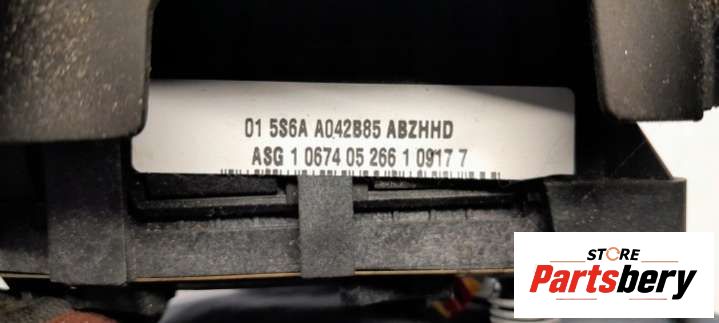 01 5S6A A042B85 ABZHHD
ASG 1 0674 05 266 1 0917 7
STORE
Partsbery